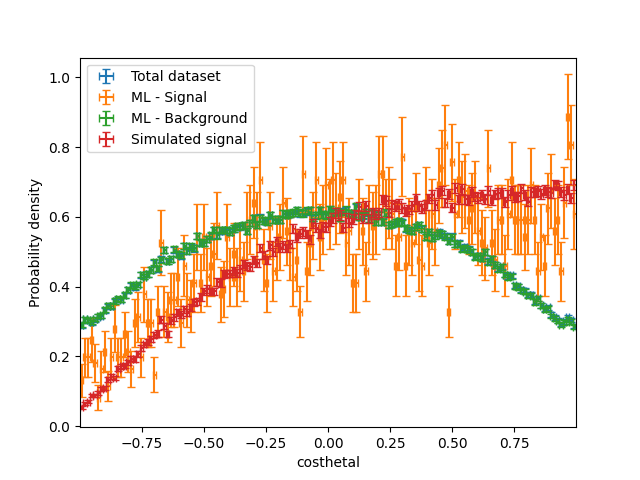 Total dataset
ML - Signal
ML - Background
Simulated signal
Probability density
1.0
0.8
0.6
0.4
0.2
0.0
−0.75 −0.50 −0.25 0.00 0.25 0.50 0.75
costhetal